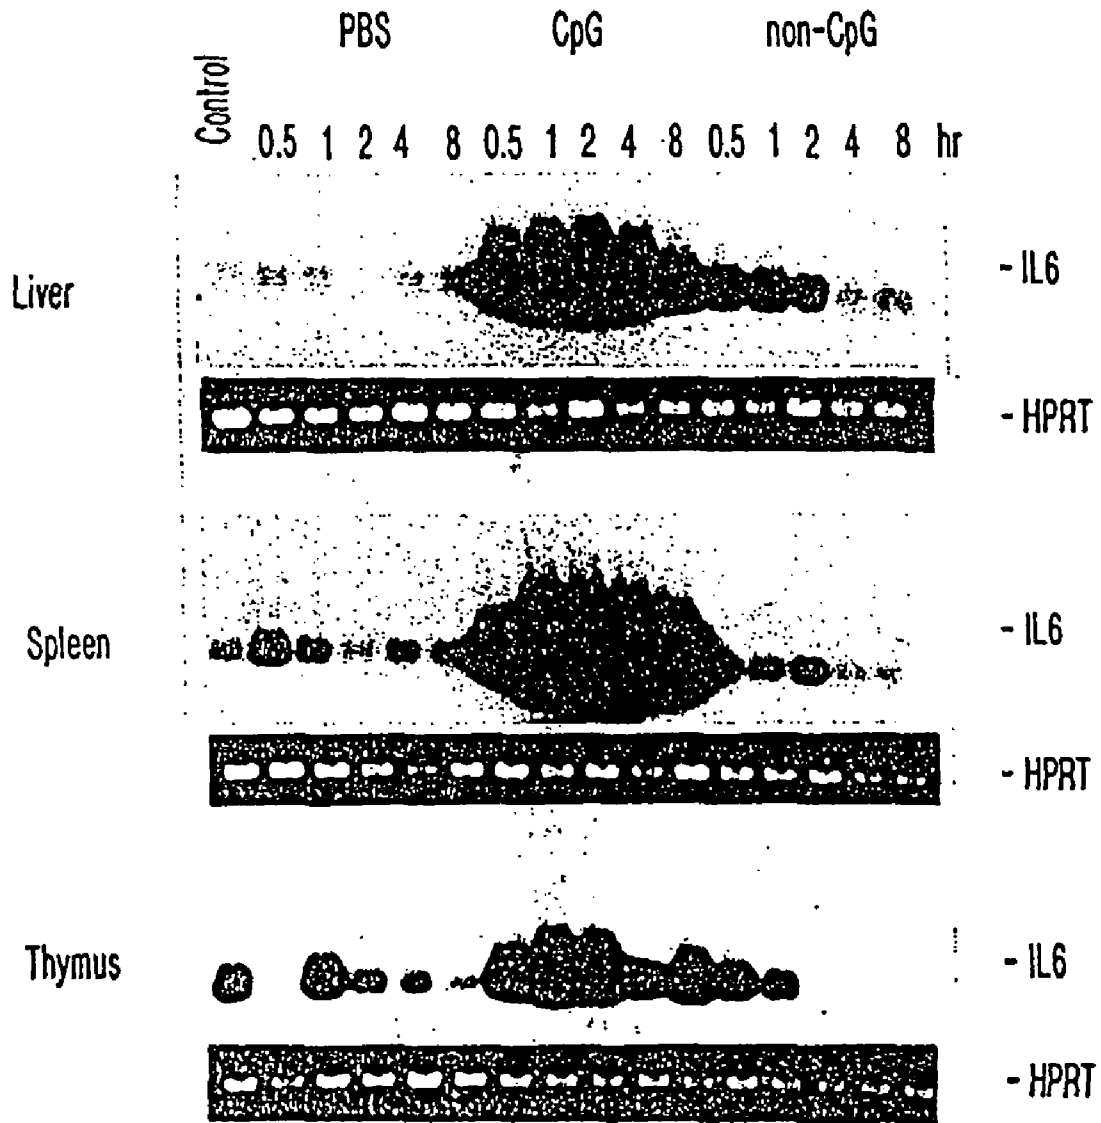 PBS CpG non-CpG
Control
0.5 1 2 4 8 0.5 1 2 4 8 0.5 1 2 4 8 hr
Liver
- IL6
- HPRT
Spleen
- IL6
- HPRT
Thymus
- IL6
- HPRT